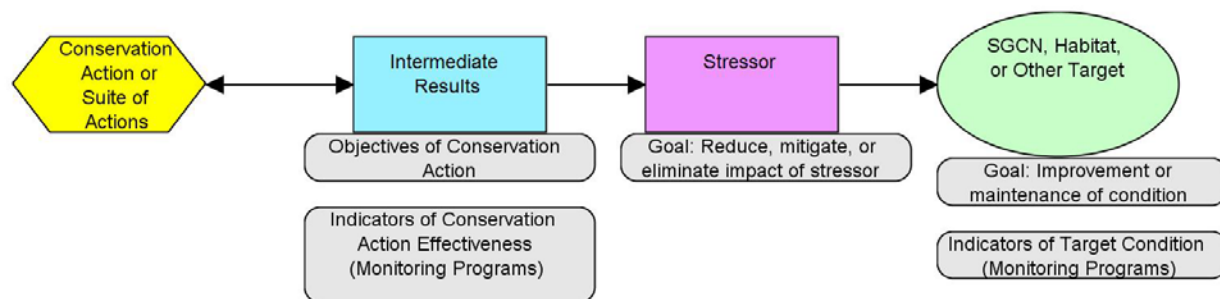 Conservation
Action or
Suite of
Actions
Intermediate
Results
Stressor
SGCN, Habitat,
or Other Target
Objectives of Conservation
Action
Goal: Reduce, mitigate, or
eliminate impact of stressor
Goal: Improvement or
maintenance of condition
Indicators of Conservation
Action Effectiveness
(Monitoring Programs)
Indicators of Target Condition
(Monitoring Programs)